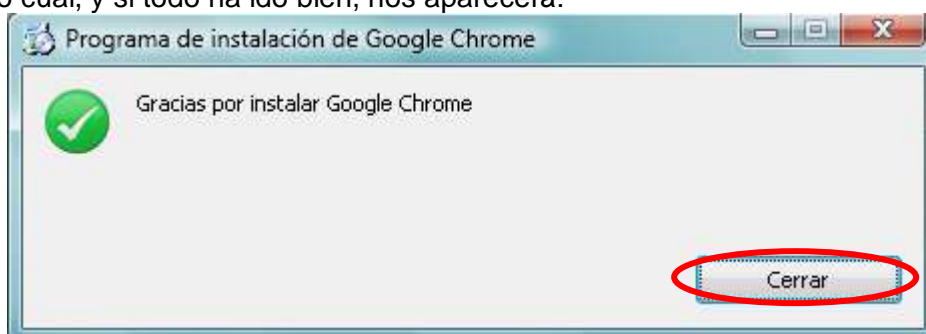 o cual, y si todo ha ido bien, nos aparecerá:
Programa de instalación de Google Chrome
Gracias por instalar Google Chrome
Cerrar